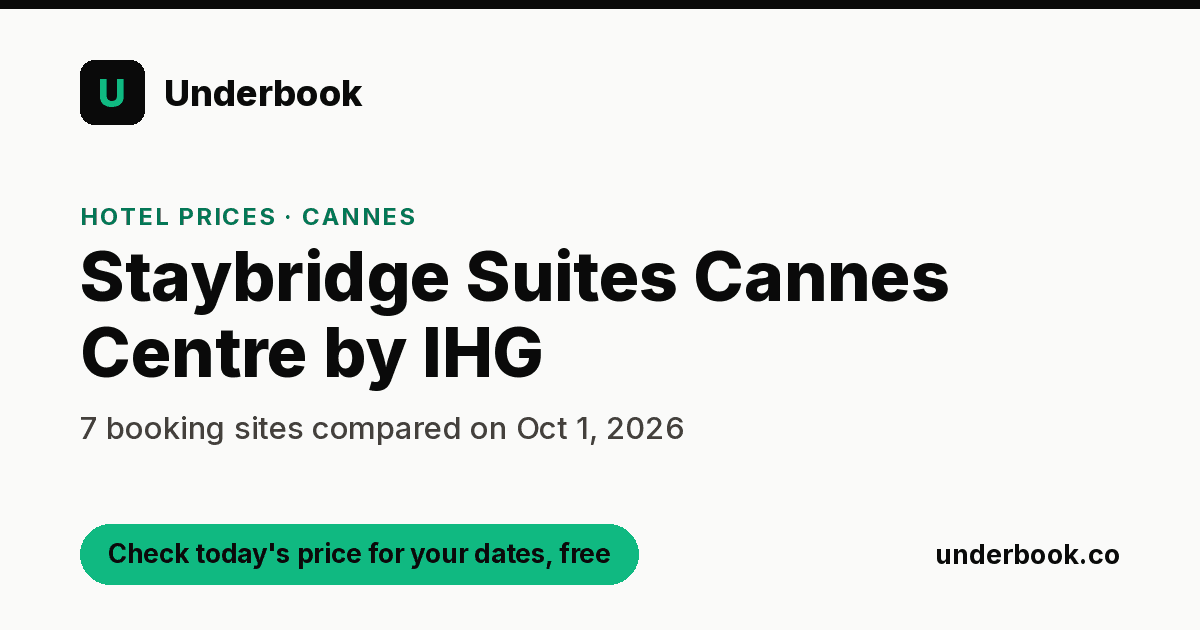 U Underbook
HOTEL PRICES · CANNES
Staybridge Suites Cannes
Centre by IHG
7 booking sites compared on Oct 1, 2026
Check today's price for your dates, free
underbook.co